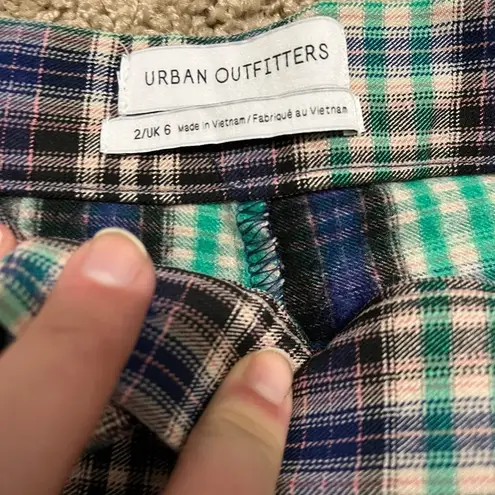 URBAN OUTFITTERS
2/UK 6 Made in Vietnam / Fabriqué au Vietnam